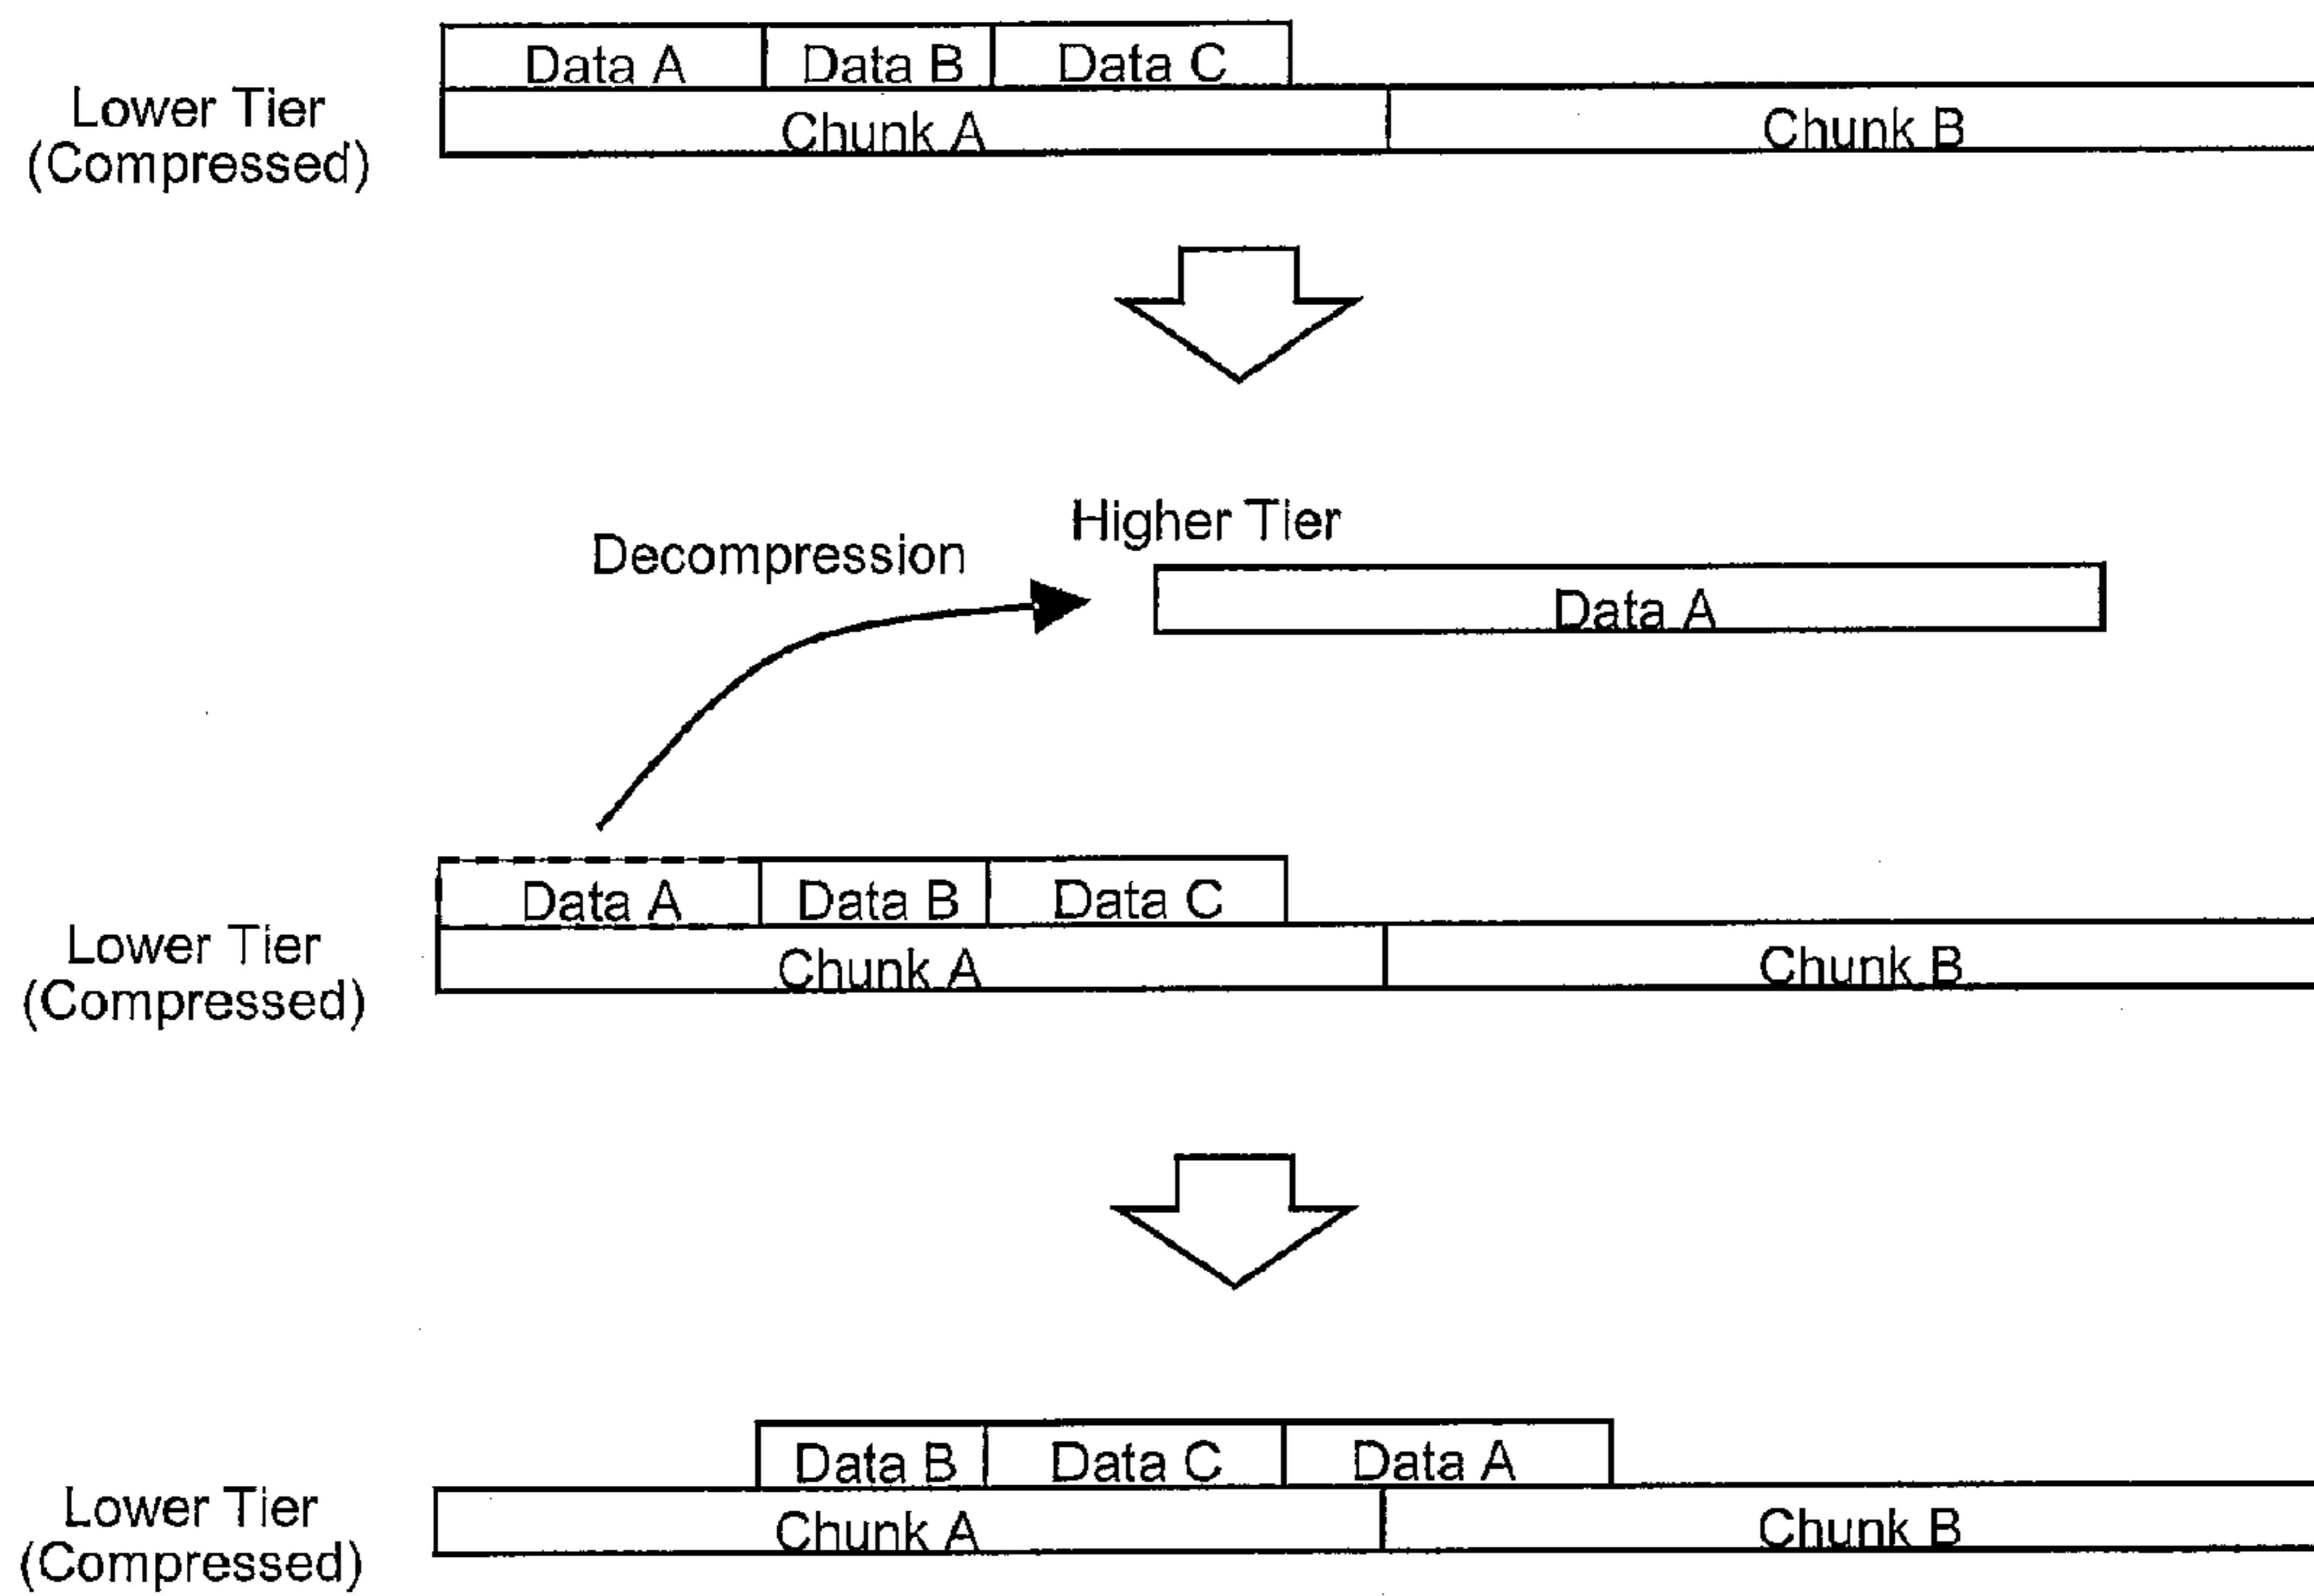 Data A Data B Data C
Lower Tier
(Compressed)
Chunk A Chunk B
Higher Tier
Decompression
Data A
Data A Data B Data C
Lower Tier
(Compressed)
Chunk A Chunk B
Data B Data C Data A
Lower Tier
(Compressed)
Chunk A Chunk B